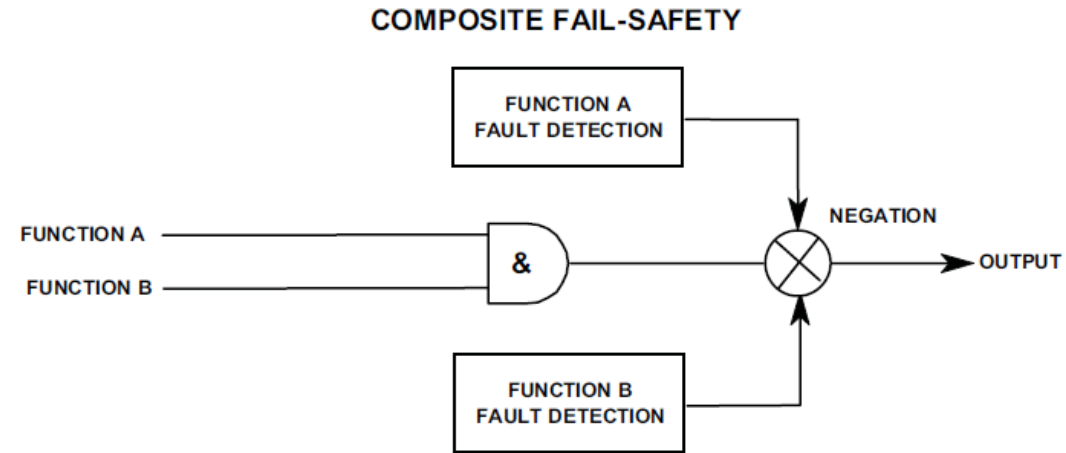 COMPOSITE FAIL-SAFETY
FUNCTION A
FAULT DETECTION
NEGATION
FUNCTION A
&
OUTPUT
FUNCTION B
FUNCTION B
FAULT DETECTION